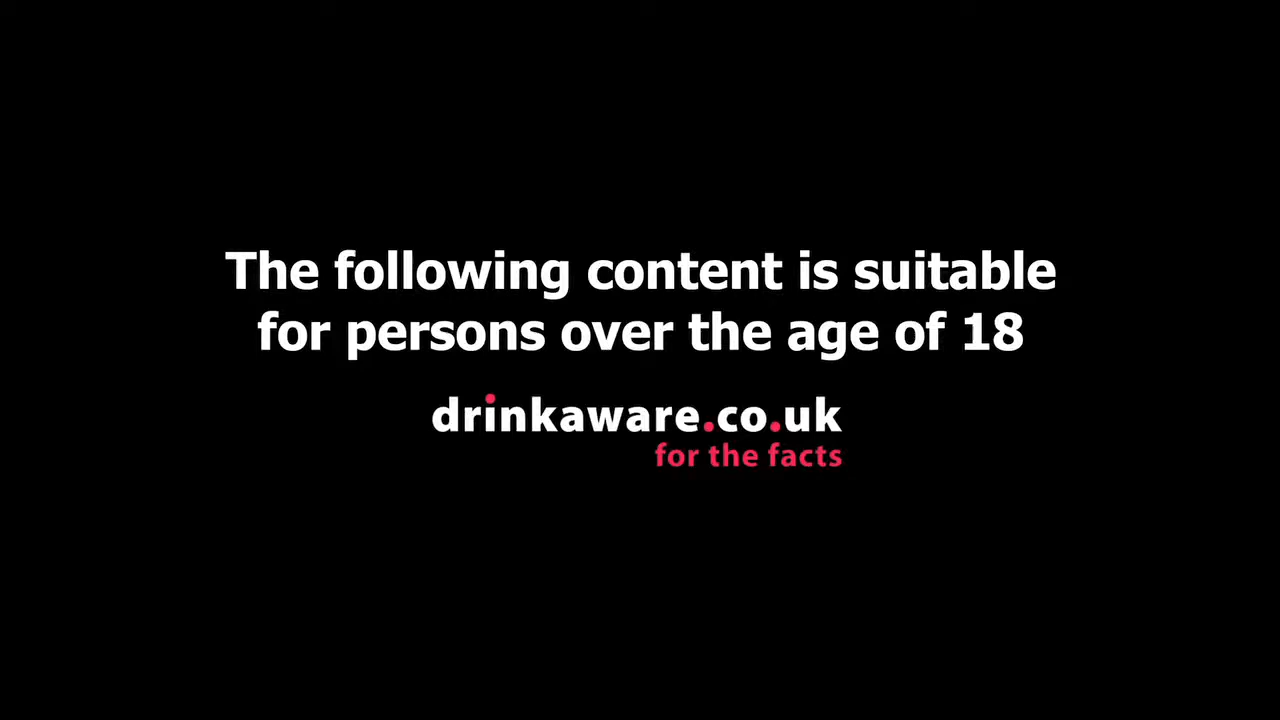 The following content is suitable
for persons over the age of 18
drinkaware.co.uk
for the facts